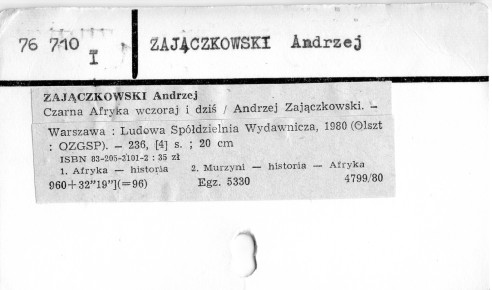 76 710 I
ZAJĄCZKOWSKI Andrzej
ZAJĄCZKOWSKI Andrzej
Czarna Afryka wczoraj i dziś / Andrzej Zajączkowski. —
Warszawa : Ludowa Spółdzielnia Wydawnicza, 1980 (Olszt
: OZGSP). — 236, [4] s. ; 20 cm
ISBN 83-205-3101-2 : 35 zł
1. Afryka — historia 2. Murzyni — historia — Afryka
960+32"19"](=96) Egz. 5330 4799/80